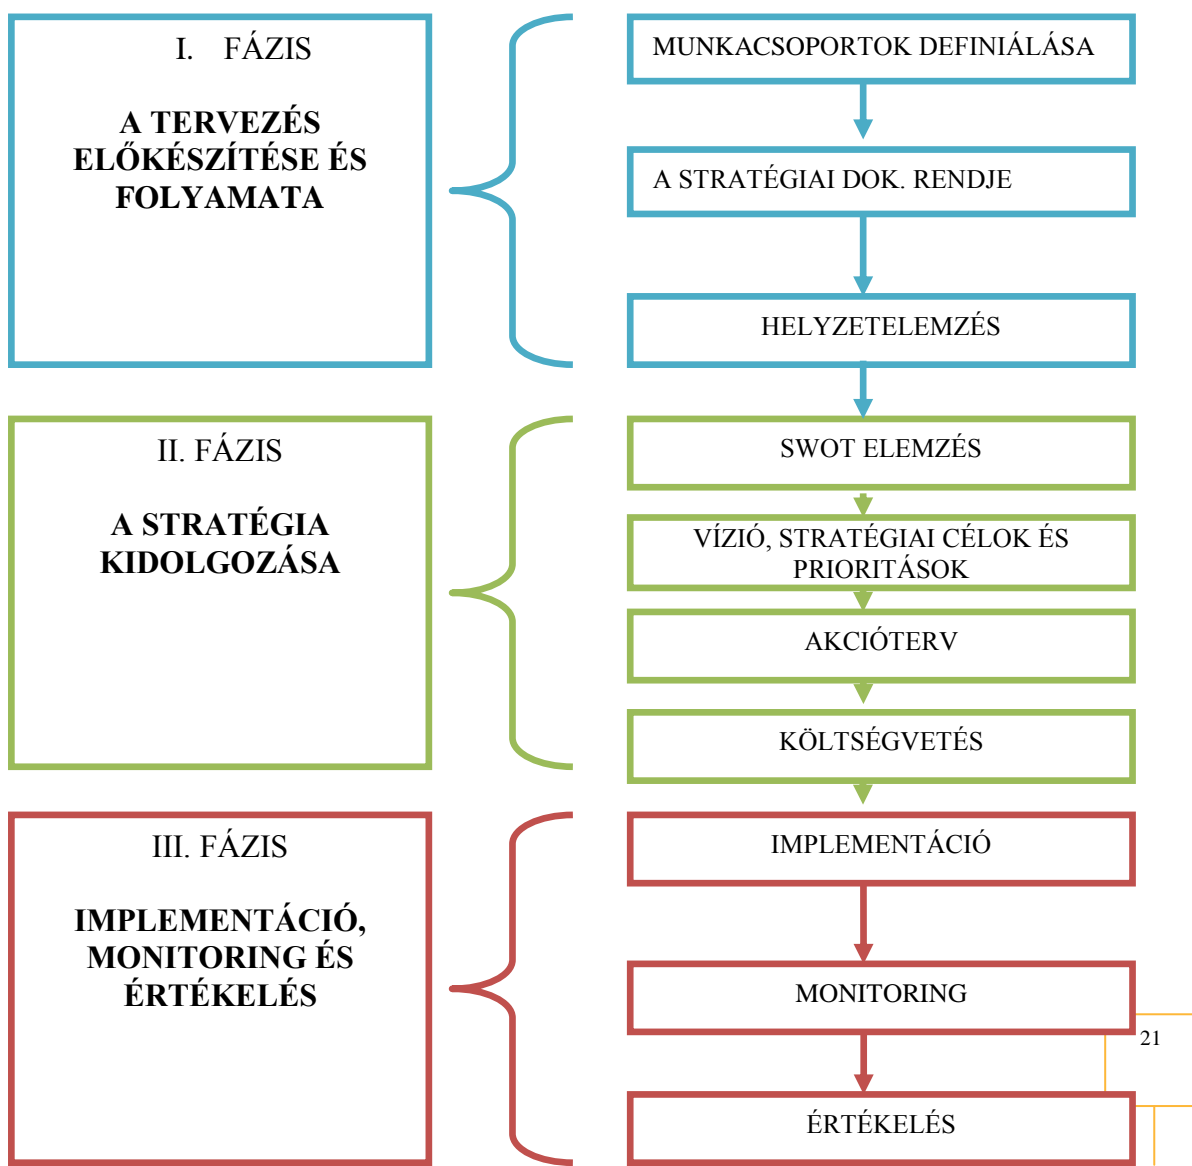 I. FÁZIS
A TERVEZÉS
ELŐKÉSZÍTÉSE ÉS
FOLYAMATA
MUNKACSOPORTOK DEFINIÁLÁSA
A STRATÉGIAI DOK. RENDJE
HELYZETELEMZÉS
II. FÁZIS
A STRATÉGIA
KIDOLGOZÁSA
SWOT ELEMZÉS
VÍZIÓ, STRATÉGIAI CÉLOK ÉS
PRIORITÁSOK
AKCIÓTERV
KÖLTSÉGVETÉS
III. FÁZIS
IMPLEMENTÁCIÓ,
MONITORING ÉS
ÉRTÉKELÉS
IMPLEMENTÁCIÓ
MONITORING
ÉRTÉKELÉS
21